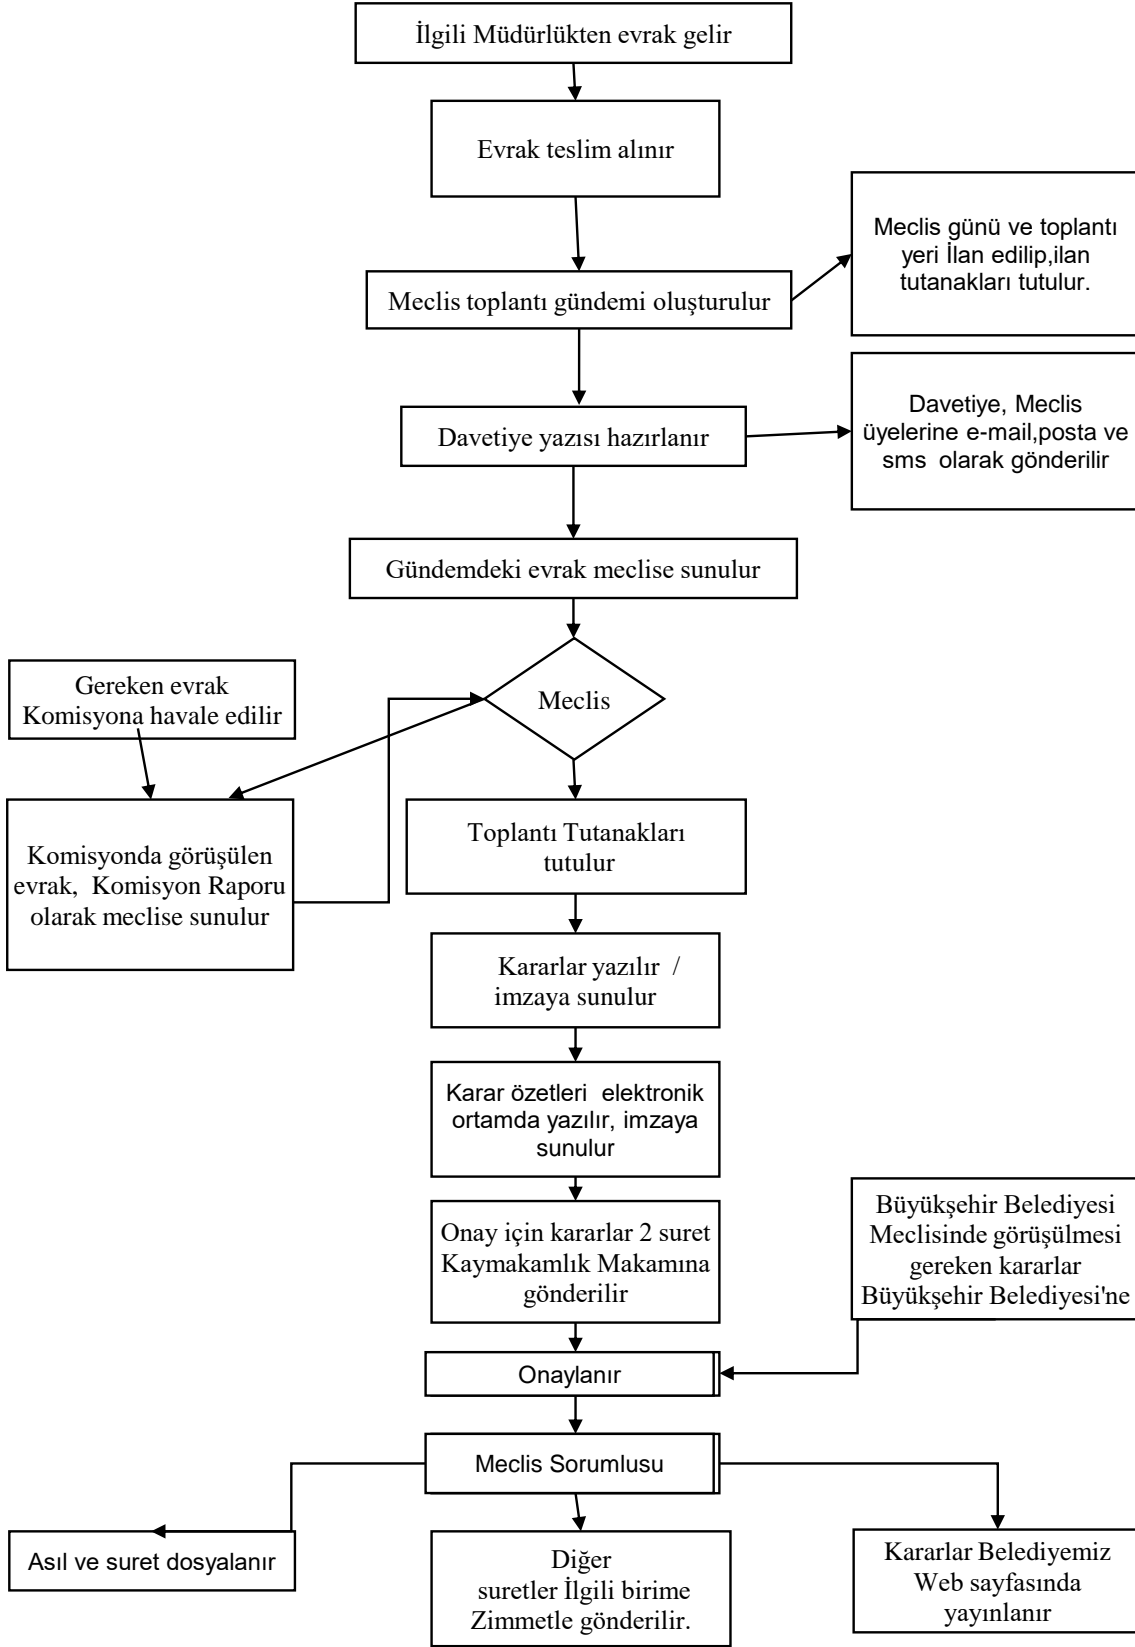 İlgili Müdürlükten evrak gelir
Evrak teslim alınır
Meclis günü ve toplantı
yeri İlan edilip,ilan
tutanakları tutulur.
Meclis toplantı gündemi oluşturulur
Davetiye, Meclis
üyelerine e-mail,posta ve
sms olarak gönderilir
Davetiye yazısı hazırlanır
Gündemdeki evrak meclise sunulur
Meclis
Gereken evrak
Komisyona havale edilir
Komisyonda görüşülen
evrak, Komisyon Raporu
olarak meclise sunulur
Toplantı Tutanakları
tutulur
Kararlar yazılır /
imzaya sunulur
Karar özetleri elektronik
ortamda yazılır, imzaya
sunulur
Onay için kararlar 2 suret
Kaymakamlık Makamına
gönderilir
Büyükşehir Belediyesi
Meclisinde görüşülmesi
gereken kararlar
Büyükşehir Belediyesi'ne
Onaylanır
Meclis Sorumlusu
Asıl ve suret dosyalanır
Diğer
suretler İlgili birime
Zimmetle gönderilir.
Kararlar Belediyemiz
Web sayfasında
yayınlanır